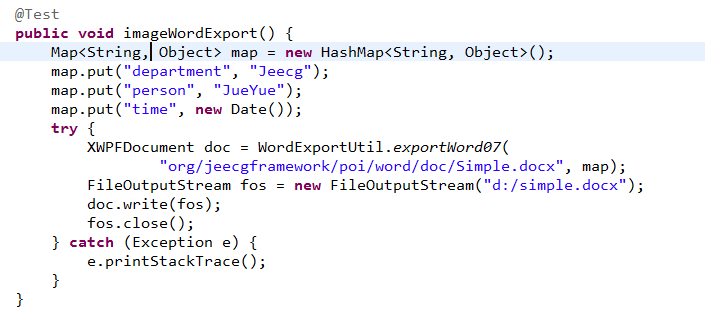 @Test
public void imageWordExport() {
    Map<String, Object> map = new HashMap<String, Object>();
    map.put("department", "Jeecg");
    map.put("person", "JueYue");
    map.put("time", new Date());
    try {
        XWPFDocument doc = WordExportUtil.exportWord07(
                "org/jeecgframework/poi/word/doc/Simple.docx", map);
        FileOutputStream fos = new FileOutputStream("d:/simple.docx");
        doc.write(fos);
        fos.close();
    } catch (Exception e) {
        e.printStackTrace();
    }
}